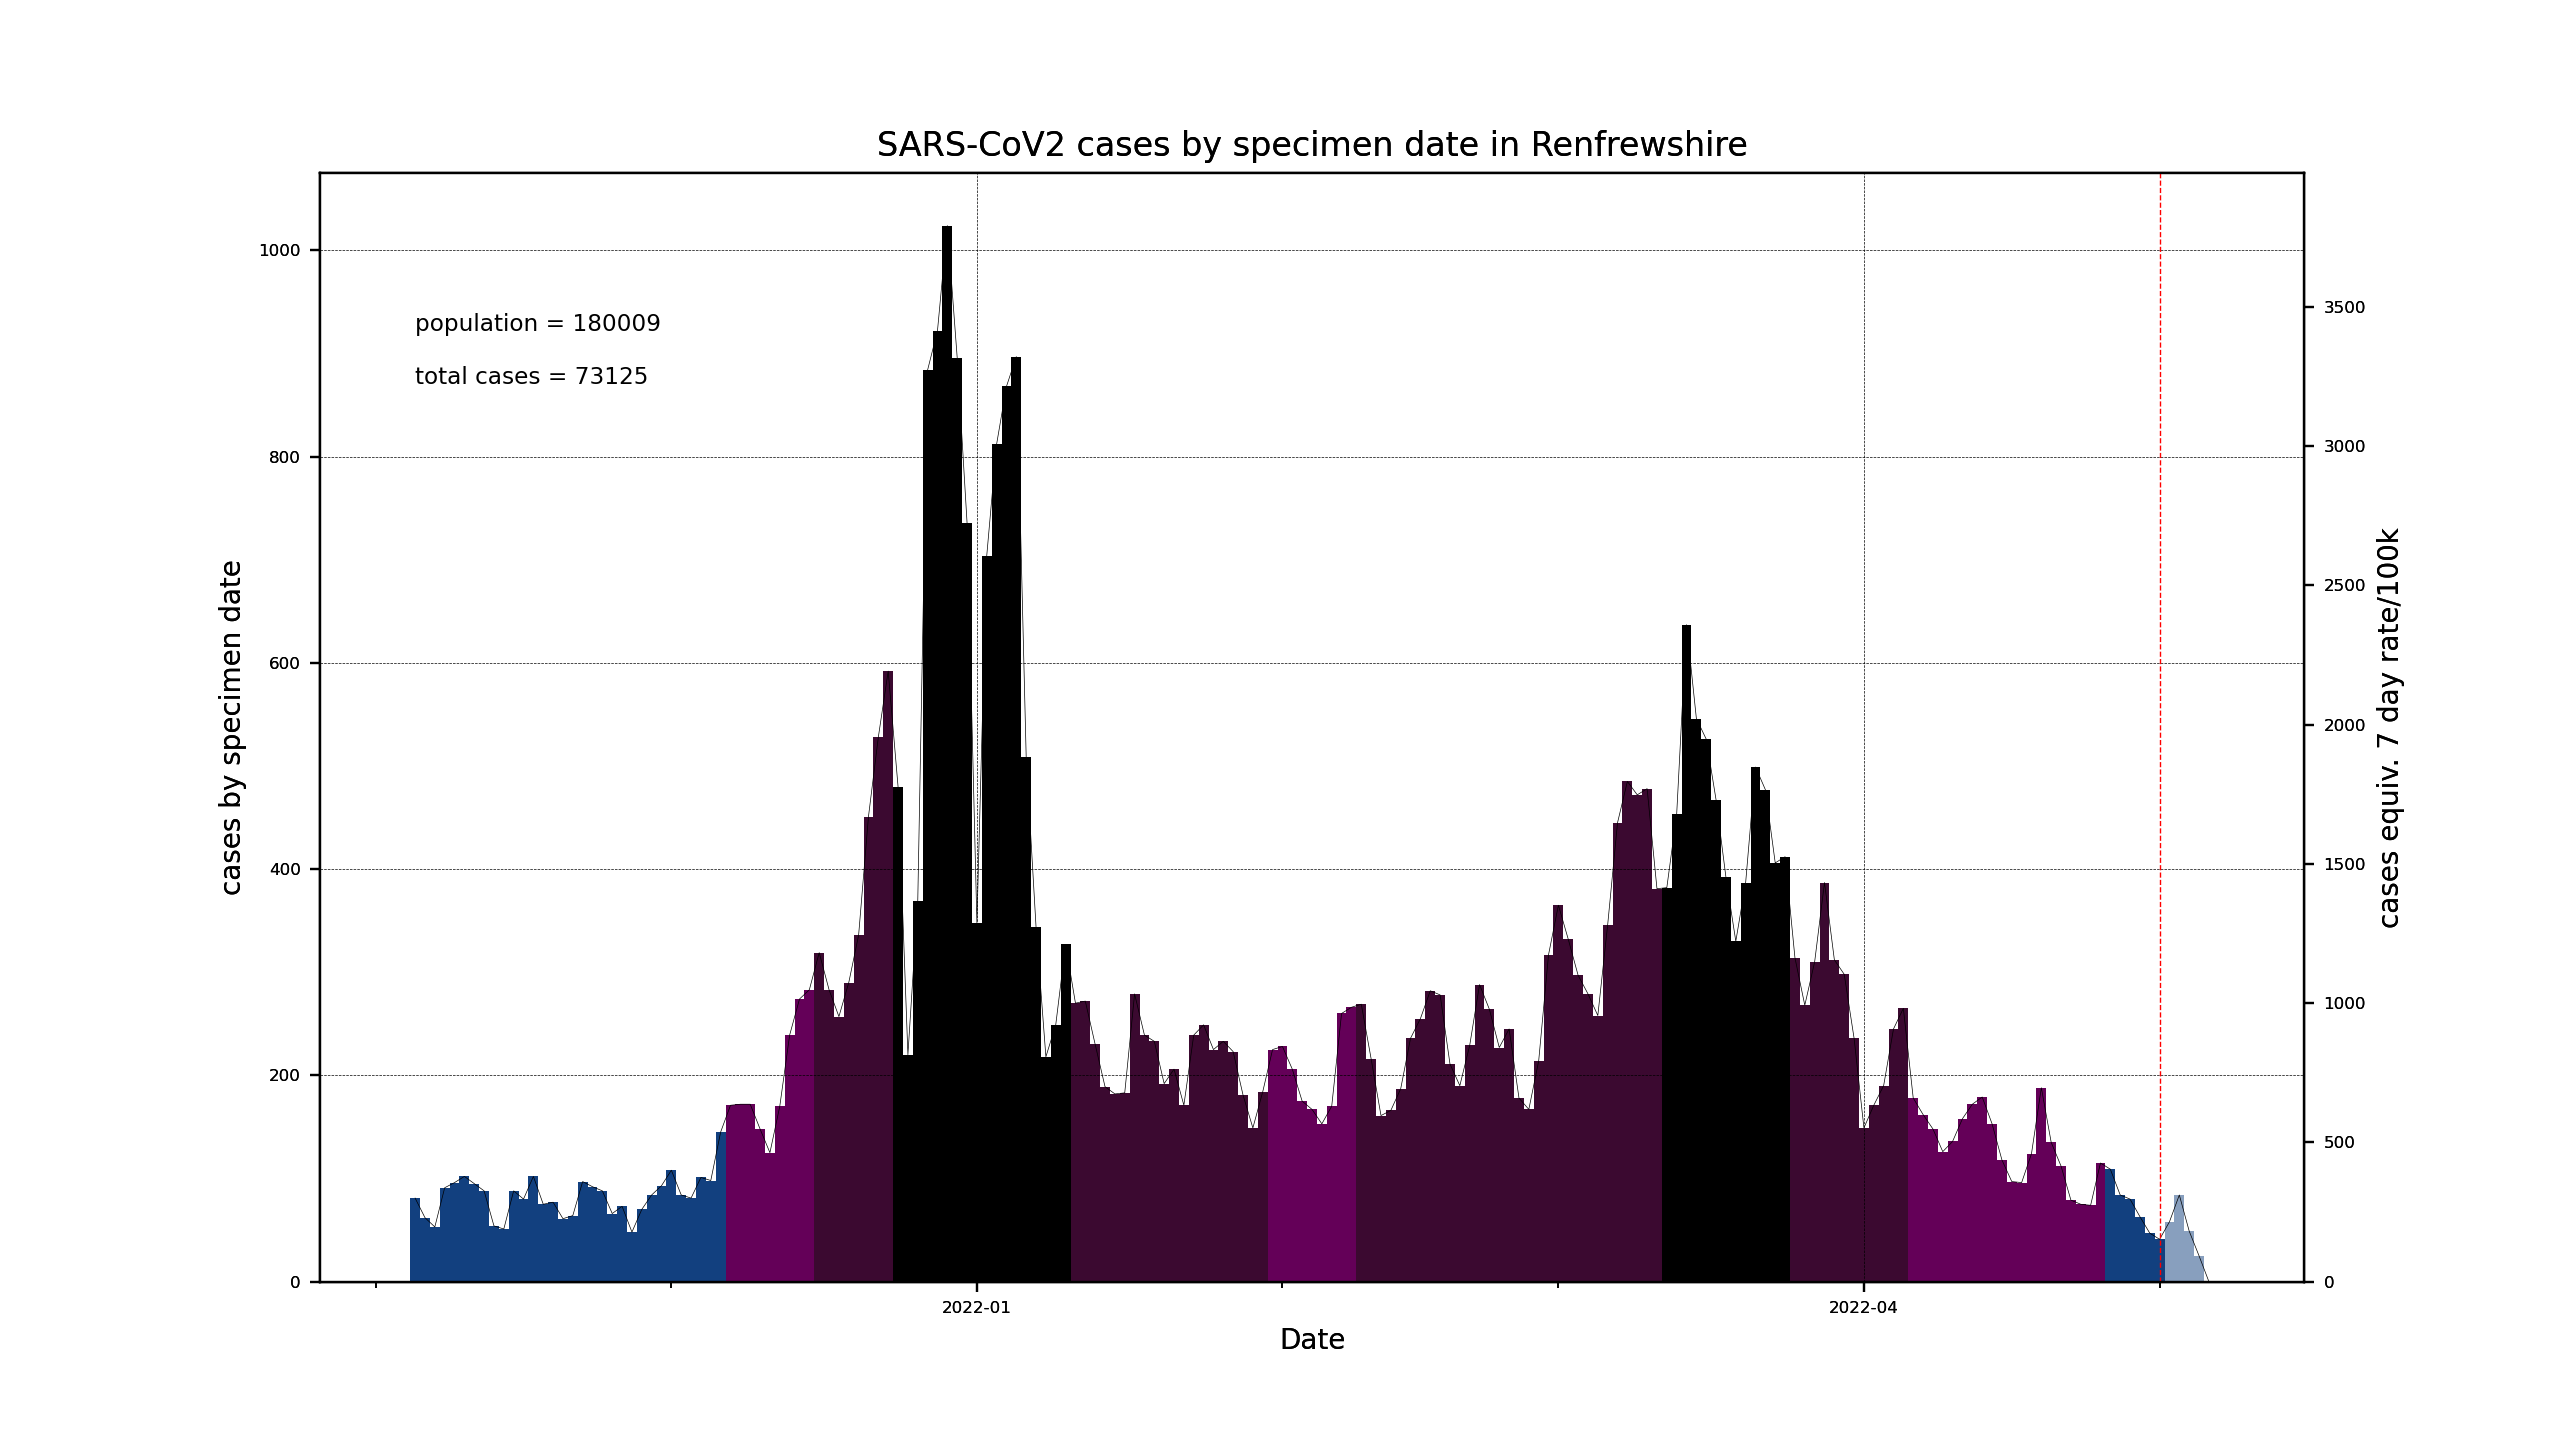 SARS-CoV2 cases by specimen date in Renfrewshire
population = 180009
total cases = 73125
cases by specimen date
1000
800
600
400
200
0
3500
3000
2500
2000
1500
1000
500
0
cases equiv. 7 day rate/100k
2022-01
2022-04
Date